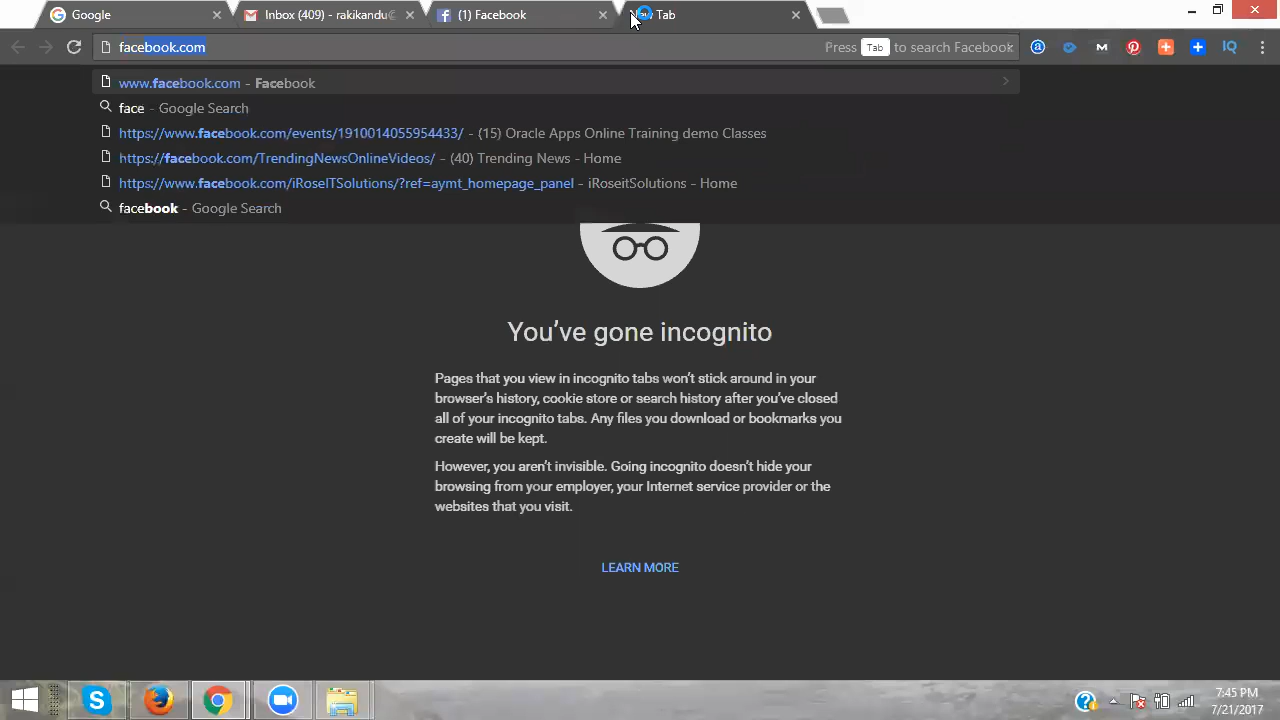 Google
Inbox (409) - rakikandu@
(1) Facebook
Tab
facebook.com
Press Tab to search Facebook
www.facebook.com - Facebook
face - Google Search
https://www.facebook.com/events/1910014055954433/ - (15) Oracle Apps Online Training demo Classes
https://facebook.com/TrendingNewsOnlineVideos/ - (40) Trending News - Home
https://www.facebook.com/iRoseITSolutions/?ref=aymt_homepage_panel - iRoseitSolutions - Home
facebook - Google Search
You've gone incognito
Pages that you view in incognito tabs won't stick around in your
browser's history, cookie store or search history after you've closed
all of your incognito tabs. Any files you download or bookmarks you
create will be kept.
However, you aren't invisible. Going incognito doesn't hide your
browsing from your employer, your Internet service provider or the
websites that you visit.
LEARN MORE
7:45 PM
7/21/2017